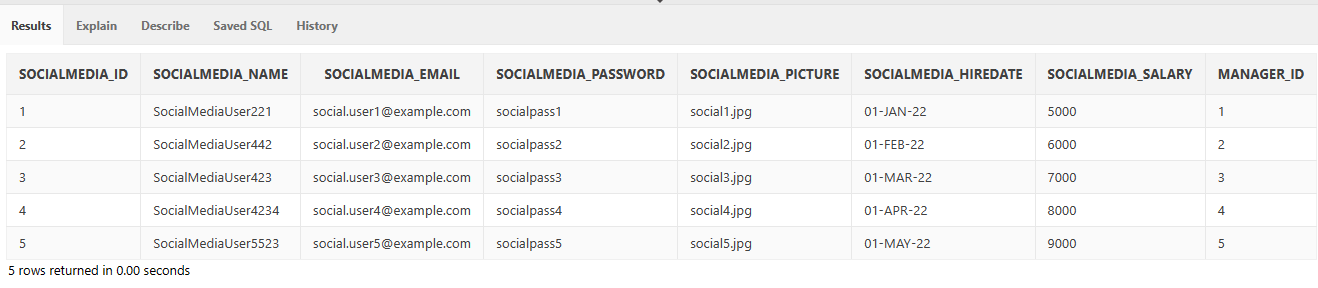 Results Explain Describe Saved SQL History
SOCIALMEDIA_ID SOCIALMEDIA_NAME SOCIALMEDIA_EMAIL SOCIALMEDIA_PASSWORD SOCIALMEDIA_PICTURE SOCIALMEDIA_HIREDATE SOCIALMEDIA_SALARY MANAGER_ID
1 SocialMediaUser221 social.user1@example.com socialpass1 social1.jpg 01-JAN-22 5000 1
2 SocialMediaUser442 social.user2@example.com socialpass2 social2.jpg 01-FEB-22 6000 2
3 SocialMediaUser423 social.user3@example.com socialpass3 social3.jpg 01-MAR-22 7000 3
4 SocialMediaUser4234 social.user4@example.com socialpass4 social4.jpg 01-APR-22 8000 4
5 SocialMediaUser5523 social.user5@example.com socialpass5 social5.jpg 01-MAY-22 9000 5
5 rows returned in 0.00 seconds